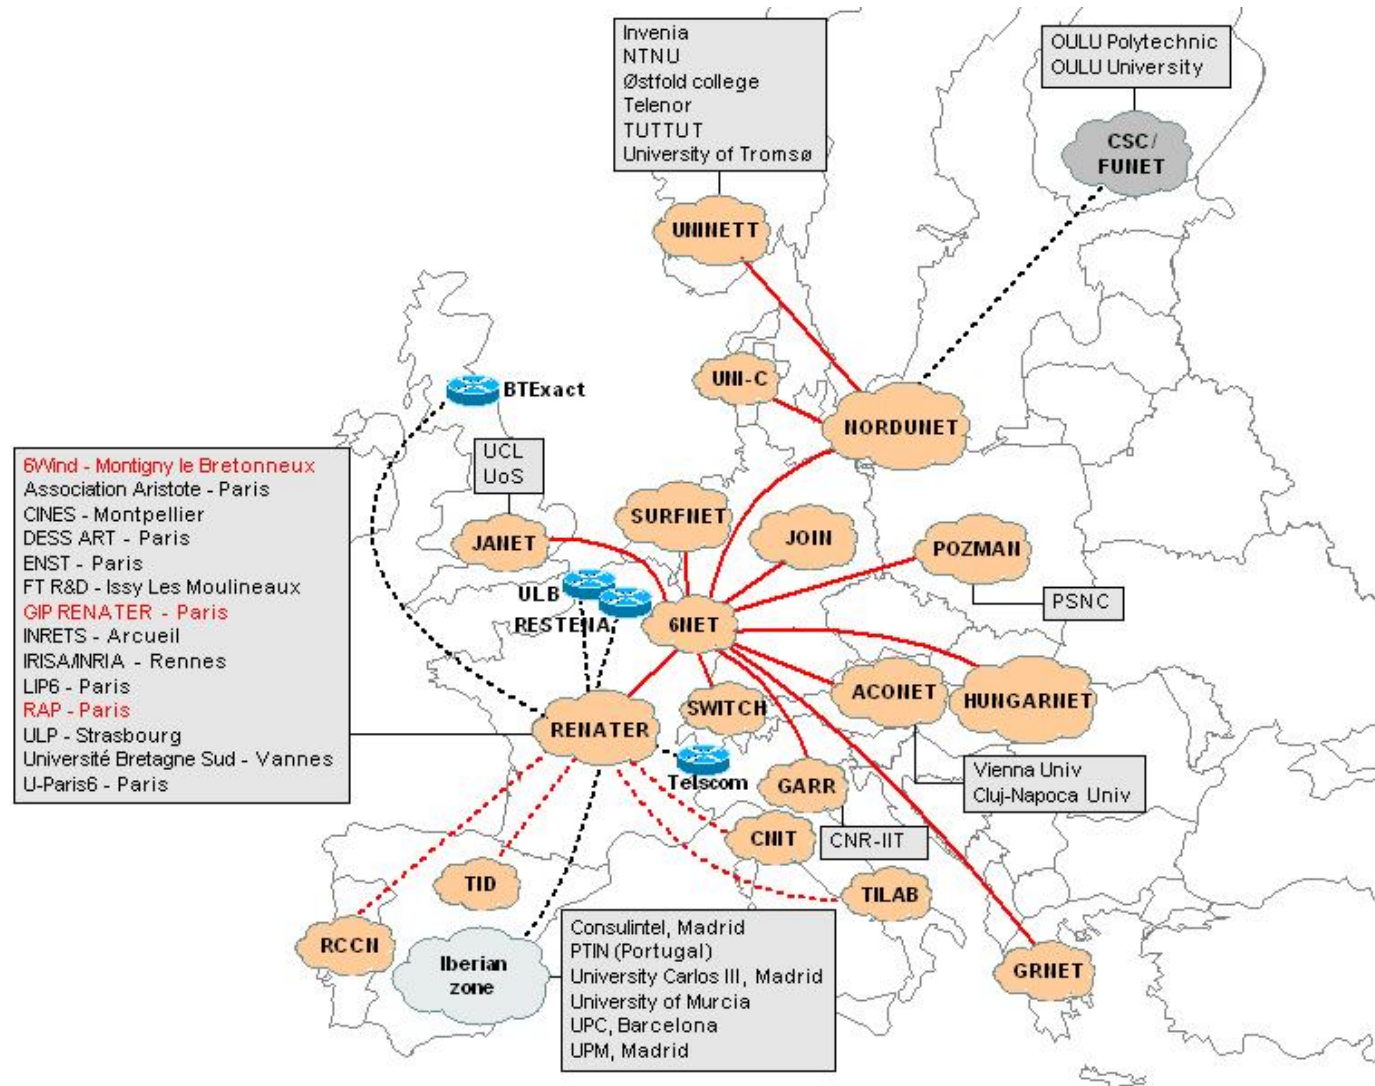 Invenia
NTNU
Østfold college
Telenor
TUTTUT
University of Tromsø
OULU Polytechnic
OULU University
CSC/
FUNET
UNINETT
UNI-C
NORDUNET
BTExact
6Wind - Montigny le Bretonneux
Association Aristote - Paris
CINES - Montpellier
DESS ART - Paris
ENST - Paris
FT R&D - Issy Les Moulineaux
GIP RENATER - Paris
INRETS - Arcueil
IRISA/INRIA - Rennes
LIP6 - Paris
RAP - Paris
ULP - Strasbourg
Université Bretagne Sud - Vannes
U-Paris6 - Paris
UCL
UoS
JANET
SURFNET
JOIN
POZMAN
PSNC
ULB
RESTENA
6NET
RENATER
SWITCH
ACONET
HUNGARNET
Telscom
GARR
Vienna Univ
Cluj-Napoca Univ
CNIT
CNR-IIT
TID
TILAB
RCCN
Iberian
zone
Consulintel, Madrid
PTIN (Portugal)
University Carlos III, Madrid
University of Murcia
UPC, Barcelona
UPM, Madrid
GRNET